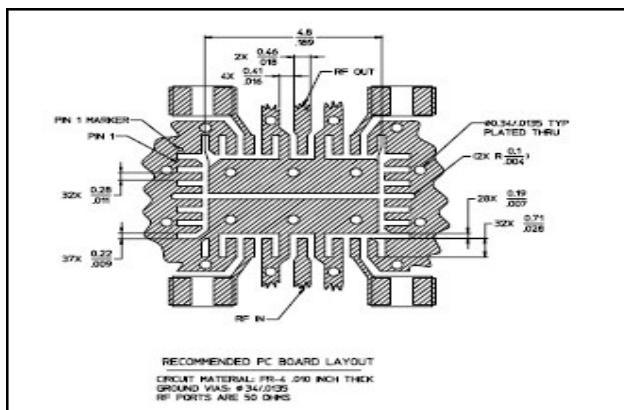 4.8
.189
2X 0.46
.018
RF OUT
4X 0.41
.016
PIN 1 MARKER
PIN 1
Ø0.34/.0135 TYP
PLATED THRU
(2X R 0.1
.004 )
32X 0.28
.011
28X 0.19
.007
32X 0.71
.028
37X 0.22
.009
RF IN
RECOMMENDED PC BOARD LAYOUT
CIRCUIT MATERIAL: FR-4 .010 INCH THICK
GROUND VIAS: Ø.34/.0135
RF PORTS ARE 50 OHMS